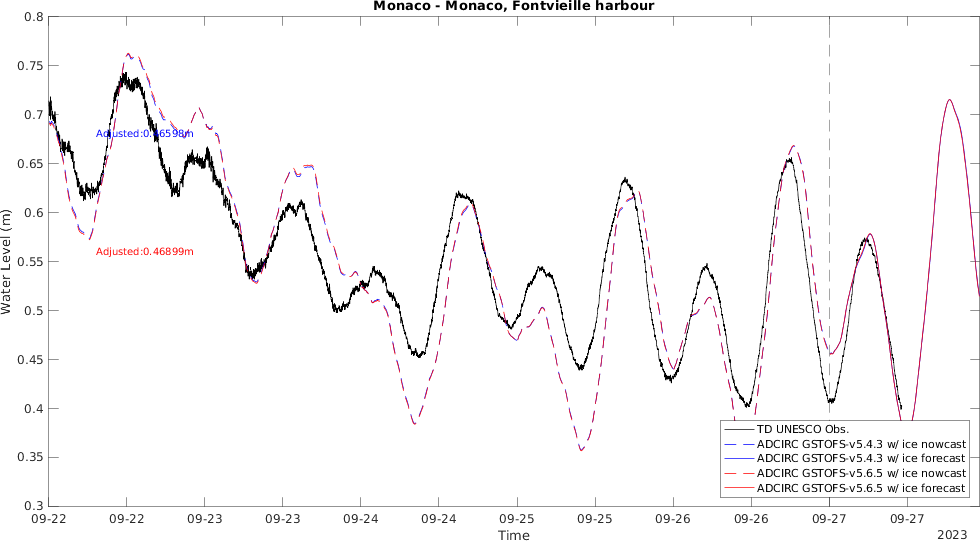 Monaco - Monaco, Fontvieille harbour
0.8
0.75
0.7
0.65
0.6
0.55
0.5
0.45
0.4
0.35
0.3
Water Level (m)
Adjusted:0.46598m
Adjusted:0.46899m
TD UNESCO Obs.
ADCIRC GSTOFS-v5.4.3 w/ ice nowcast
ADCIRC GSTOFS-v5.4.3 w/ ice forecast
ADCIRC GSTOFS-v5.6.5 w/ ice nowcast
ADCIRC GSTOFS-v5.6.5 w/ ice forecast
09-22 09-22 09-23 09-23 09-24 09-24 09-25 09-25 09-26 09-26 09-27 09-27
Time
2023